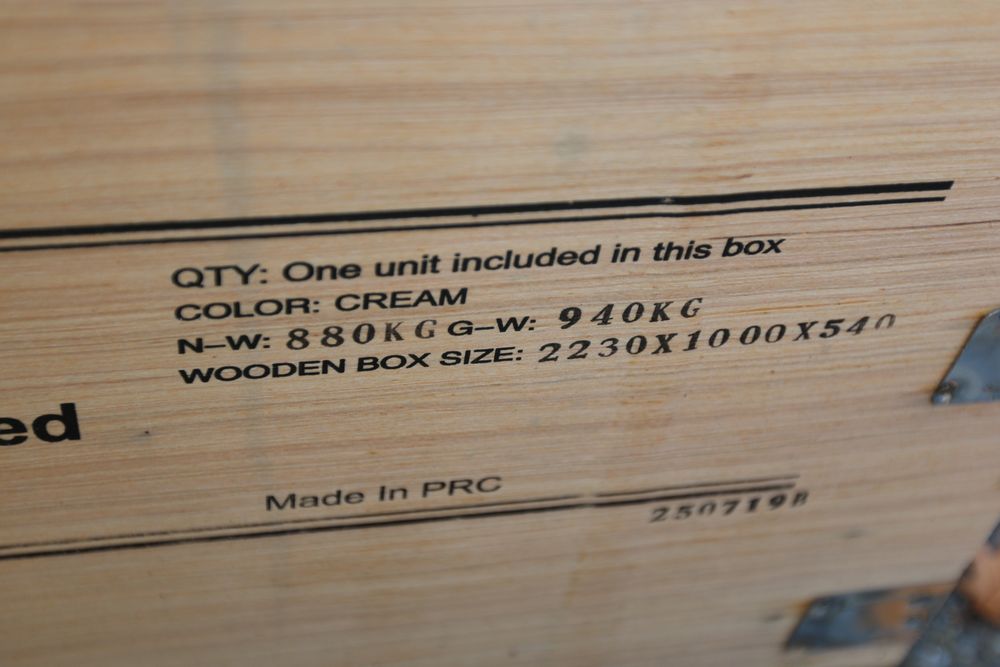 QTY: One unit included in this box
COLOR: CREAM
N–W: 880KG G–W: 940KG
WOODEN BOX SIZE: 2230X1000X540
ed
Made In PRC
250719B